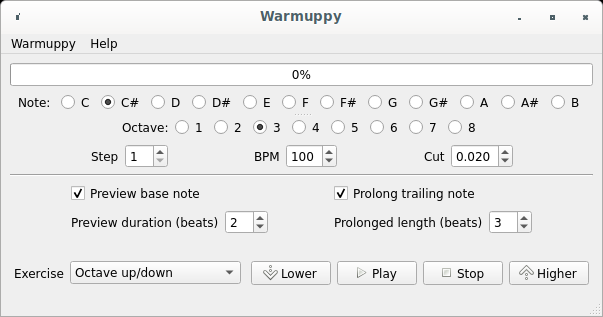 Warmuppy
Warmuppy Help
0%
Note: C C# D D# E F F# G G# A A# B
Octave: 1 2 3 4 5 6 7 8
Step 1 BPM 100 Cut 0.020
Preview base note Prolong trailing note
Preview duration (beats) 2 Prolonged length (beats) 3
Exercise Octave up/down Lower Play Stop Higher